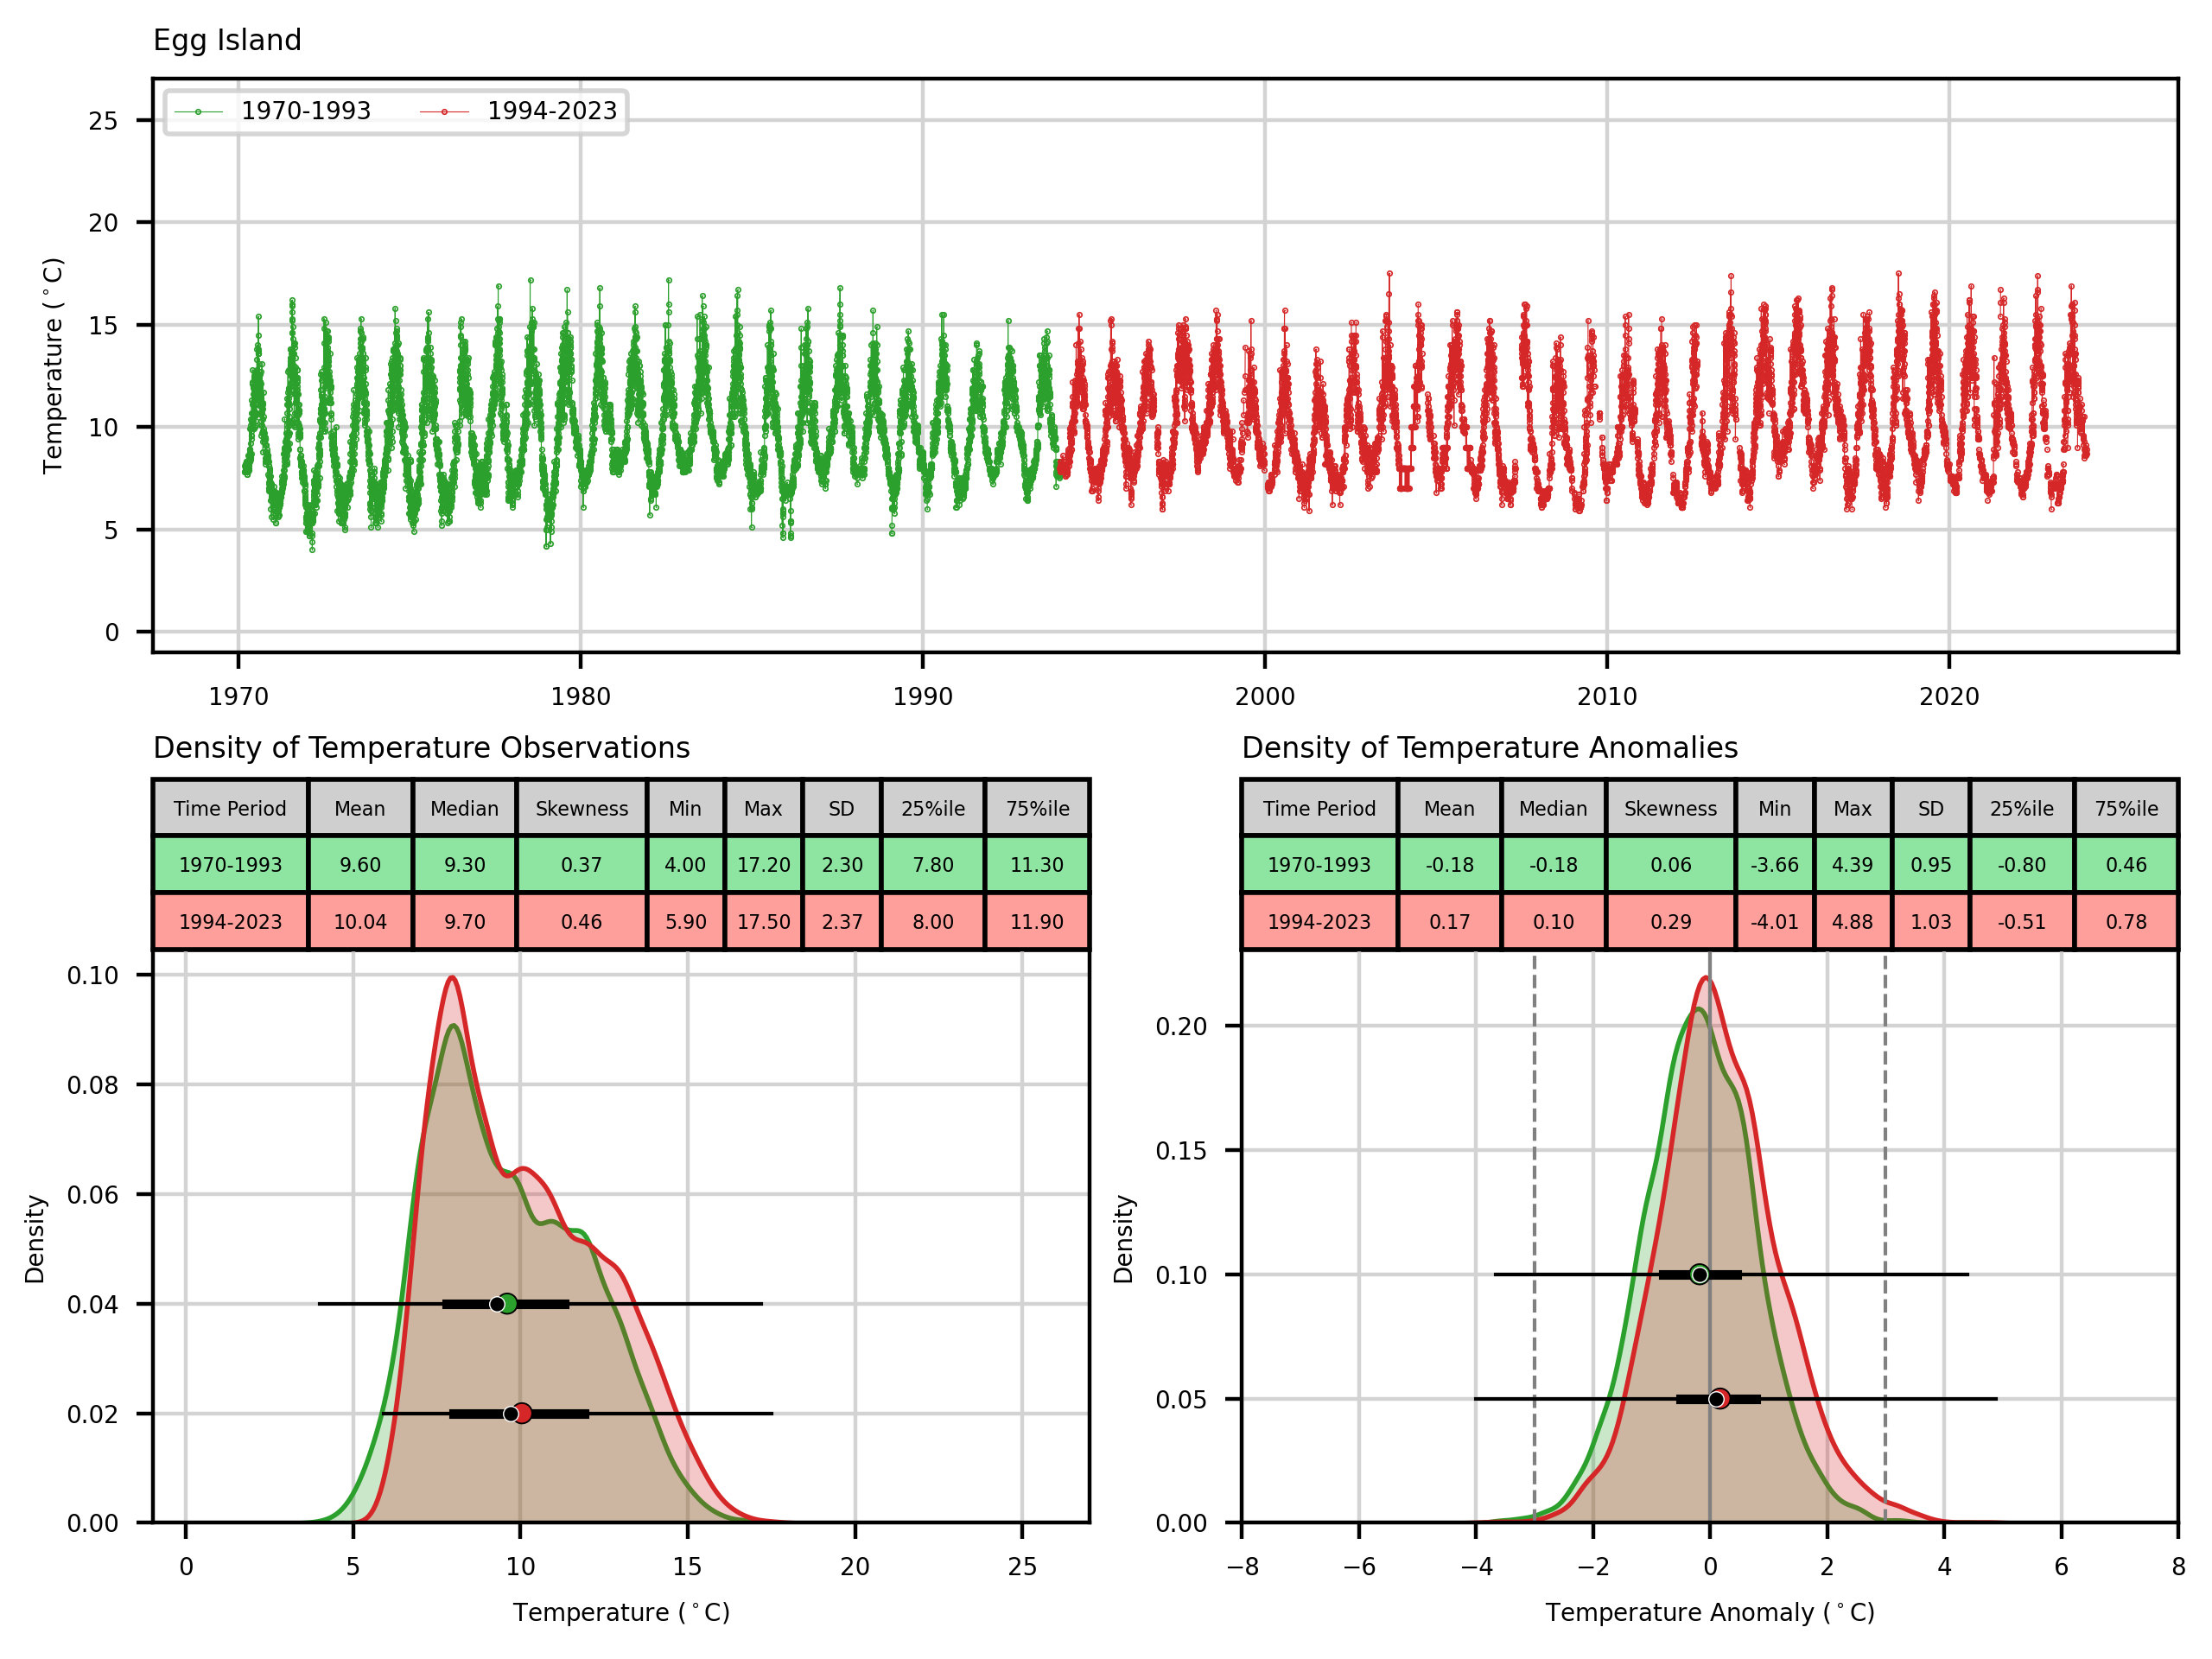 Egg Island
1970-1993 1994-2023
25
20
15
10
5
0
Temperature (°C)
1970 1980 1990 2000 2010 2020
Density of Temperature Observations
Time Period Mean Median Skewness Min Max SD 25%ile 75%ile
1970-1993 9.60 9.30 0.37 4.00 17.20 2.30 7.80 11.30
1994-2023 10.04 9.70 0.46 5.90 17.50 2.37 8.00 11.90
0.10
0.08
0.06
0.04
0.02
0.00
Density
0 5 10 15 20 25
Temperature (°C)
Density of Temperature Anomalies
Time Period Mean Median Skewness Min Max SD 25%ile 75%ile
1970-1993 -0.18 -0.18 0.06 -3.66 4.39 0.95 -0.80 0.46
1994-2023 0.17 0.10 0.29 -4.01 4.88 1.03 -0.51 0.78
0.20
0.15
0.10
0.05
0.00
Density
−8 −6 −4 −2 0 2 4 6 8
Temperature Anomaly (°C)